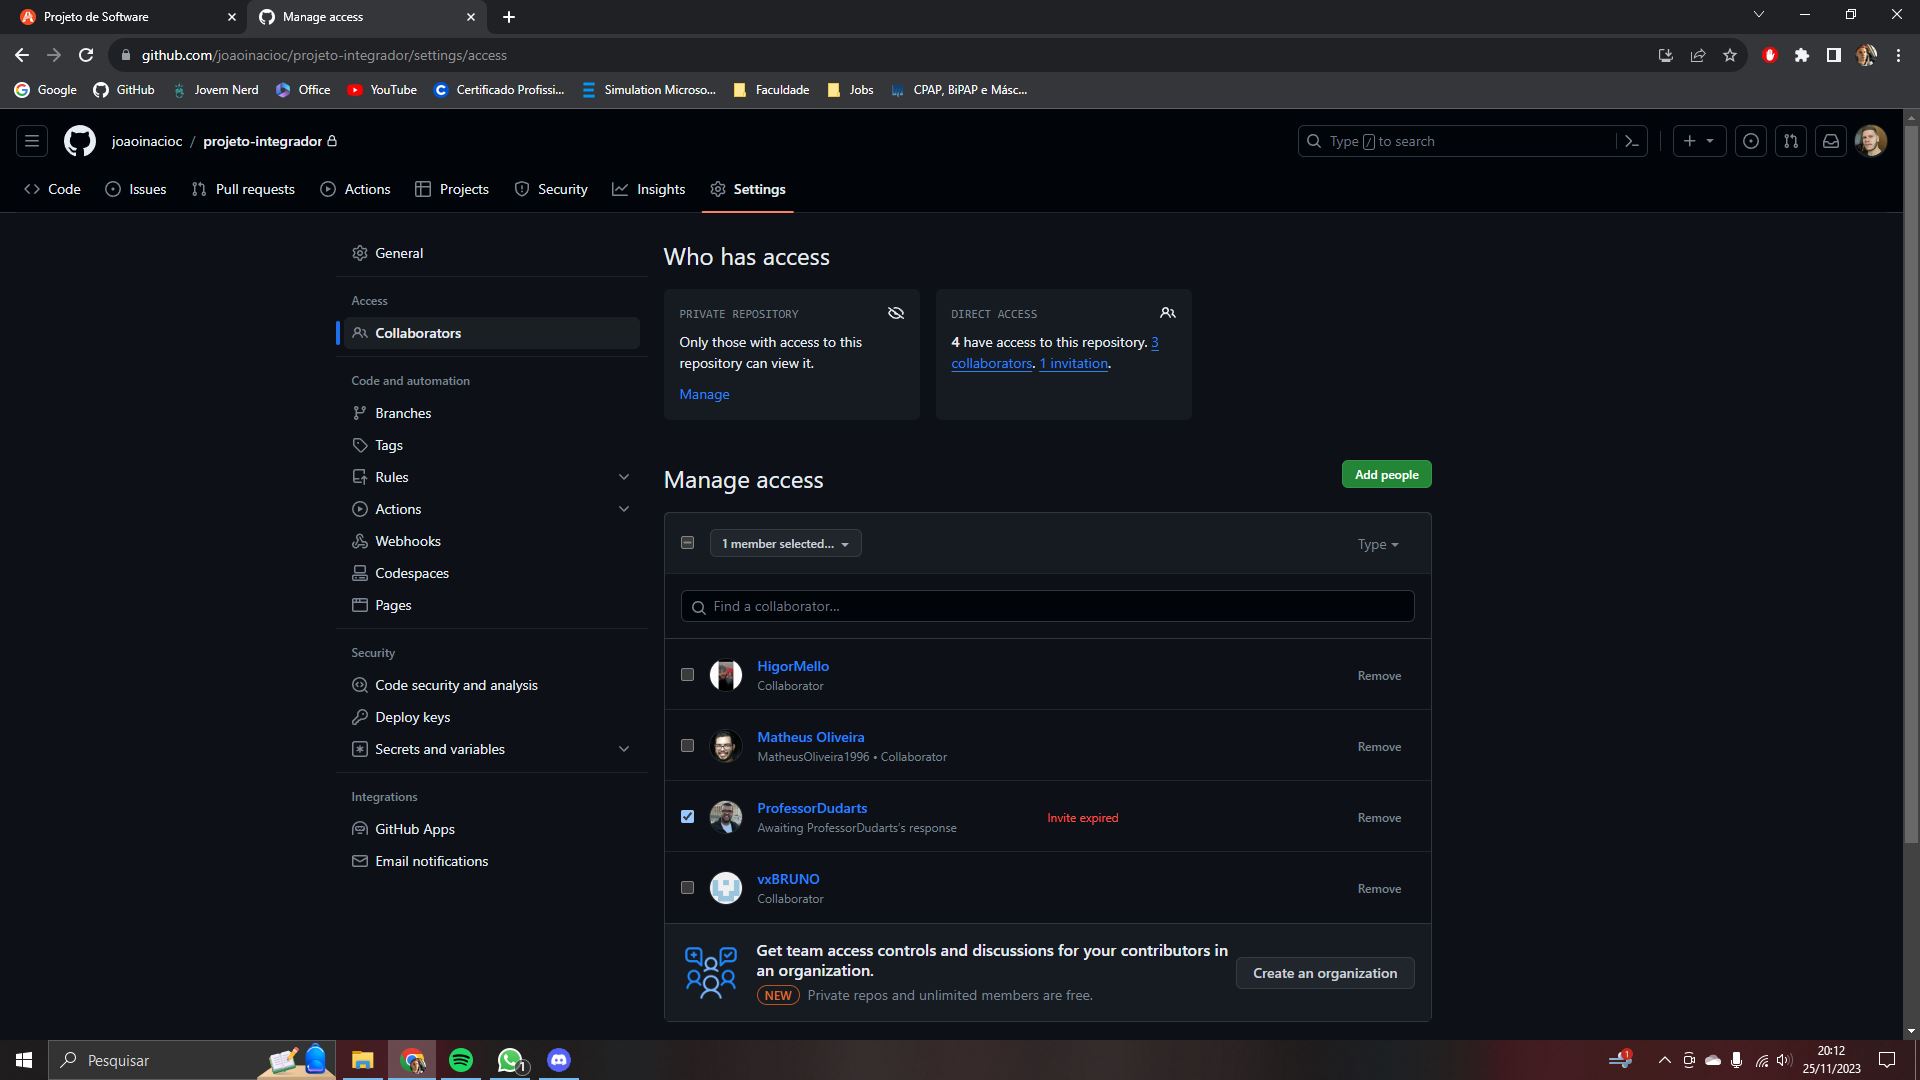 Projeto de Software
Manage access
github.com/joaoinacioc/projeto-integrador/settings/access
Google
GitHub
Jovem Nerd
Office
YouTube
Certificado Profissi...
Simulation Microso...
Faculdade
Jobs
CPAP, BiPAP e Másc...
joaoinacioc / projeto-integrador
Type / to search
Code
Issues
Pull requests
Actions
Projects
Security
Insights
Settings
General
Access
Collaborators
Code and automation
Branches
Tags
Rules
Actions
Webhooks
Codespaces
Pages
Security
Code security and analysis
Deploy keys
Secrets and variables
Integrations
GitHub Apps
Email notifications
Who has access
PRIVATE REPOSITORY
Only those with access to this
repository can view it.
Manage
DIRECT ACCESS
4 have access to this repository. 3
collaborators. 1 invitation.
Manage access
Add people
1 member selected...
Type
Find a collaborator...
HigorMello
Collaborator
Remove
Matheus Oliveira
MatheusOliveira1996 • Collaborator
Remove
ProfessorDudarts
Awaiting ProfessorDudarts's response
Invite expired
Remove
vxBRUNO
Collaborator
Remove
Get team access controls and discussions for your contributors in
an organization.
NEW Private repos and unlimited members are free.
Create an organization
Pesquisar
1
1
20:12
25/11/2023